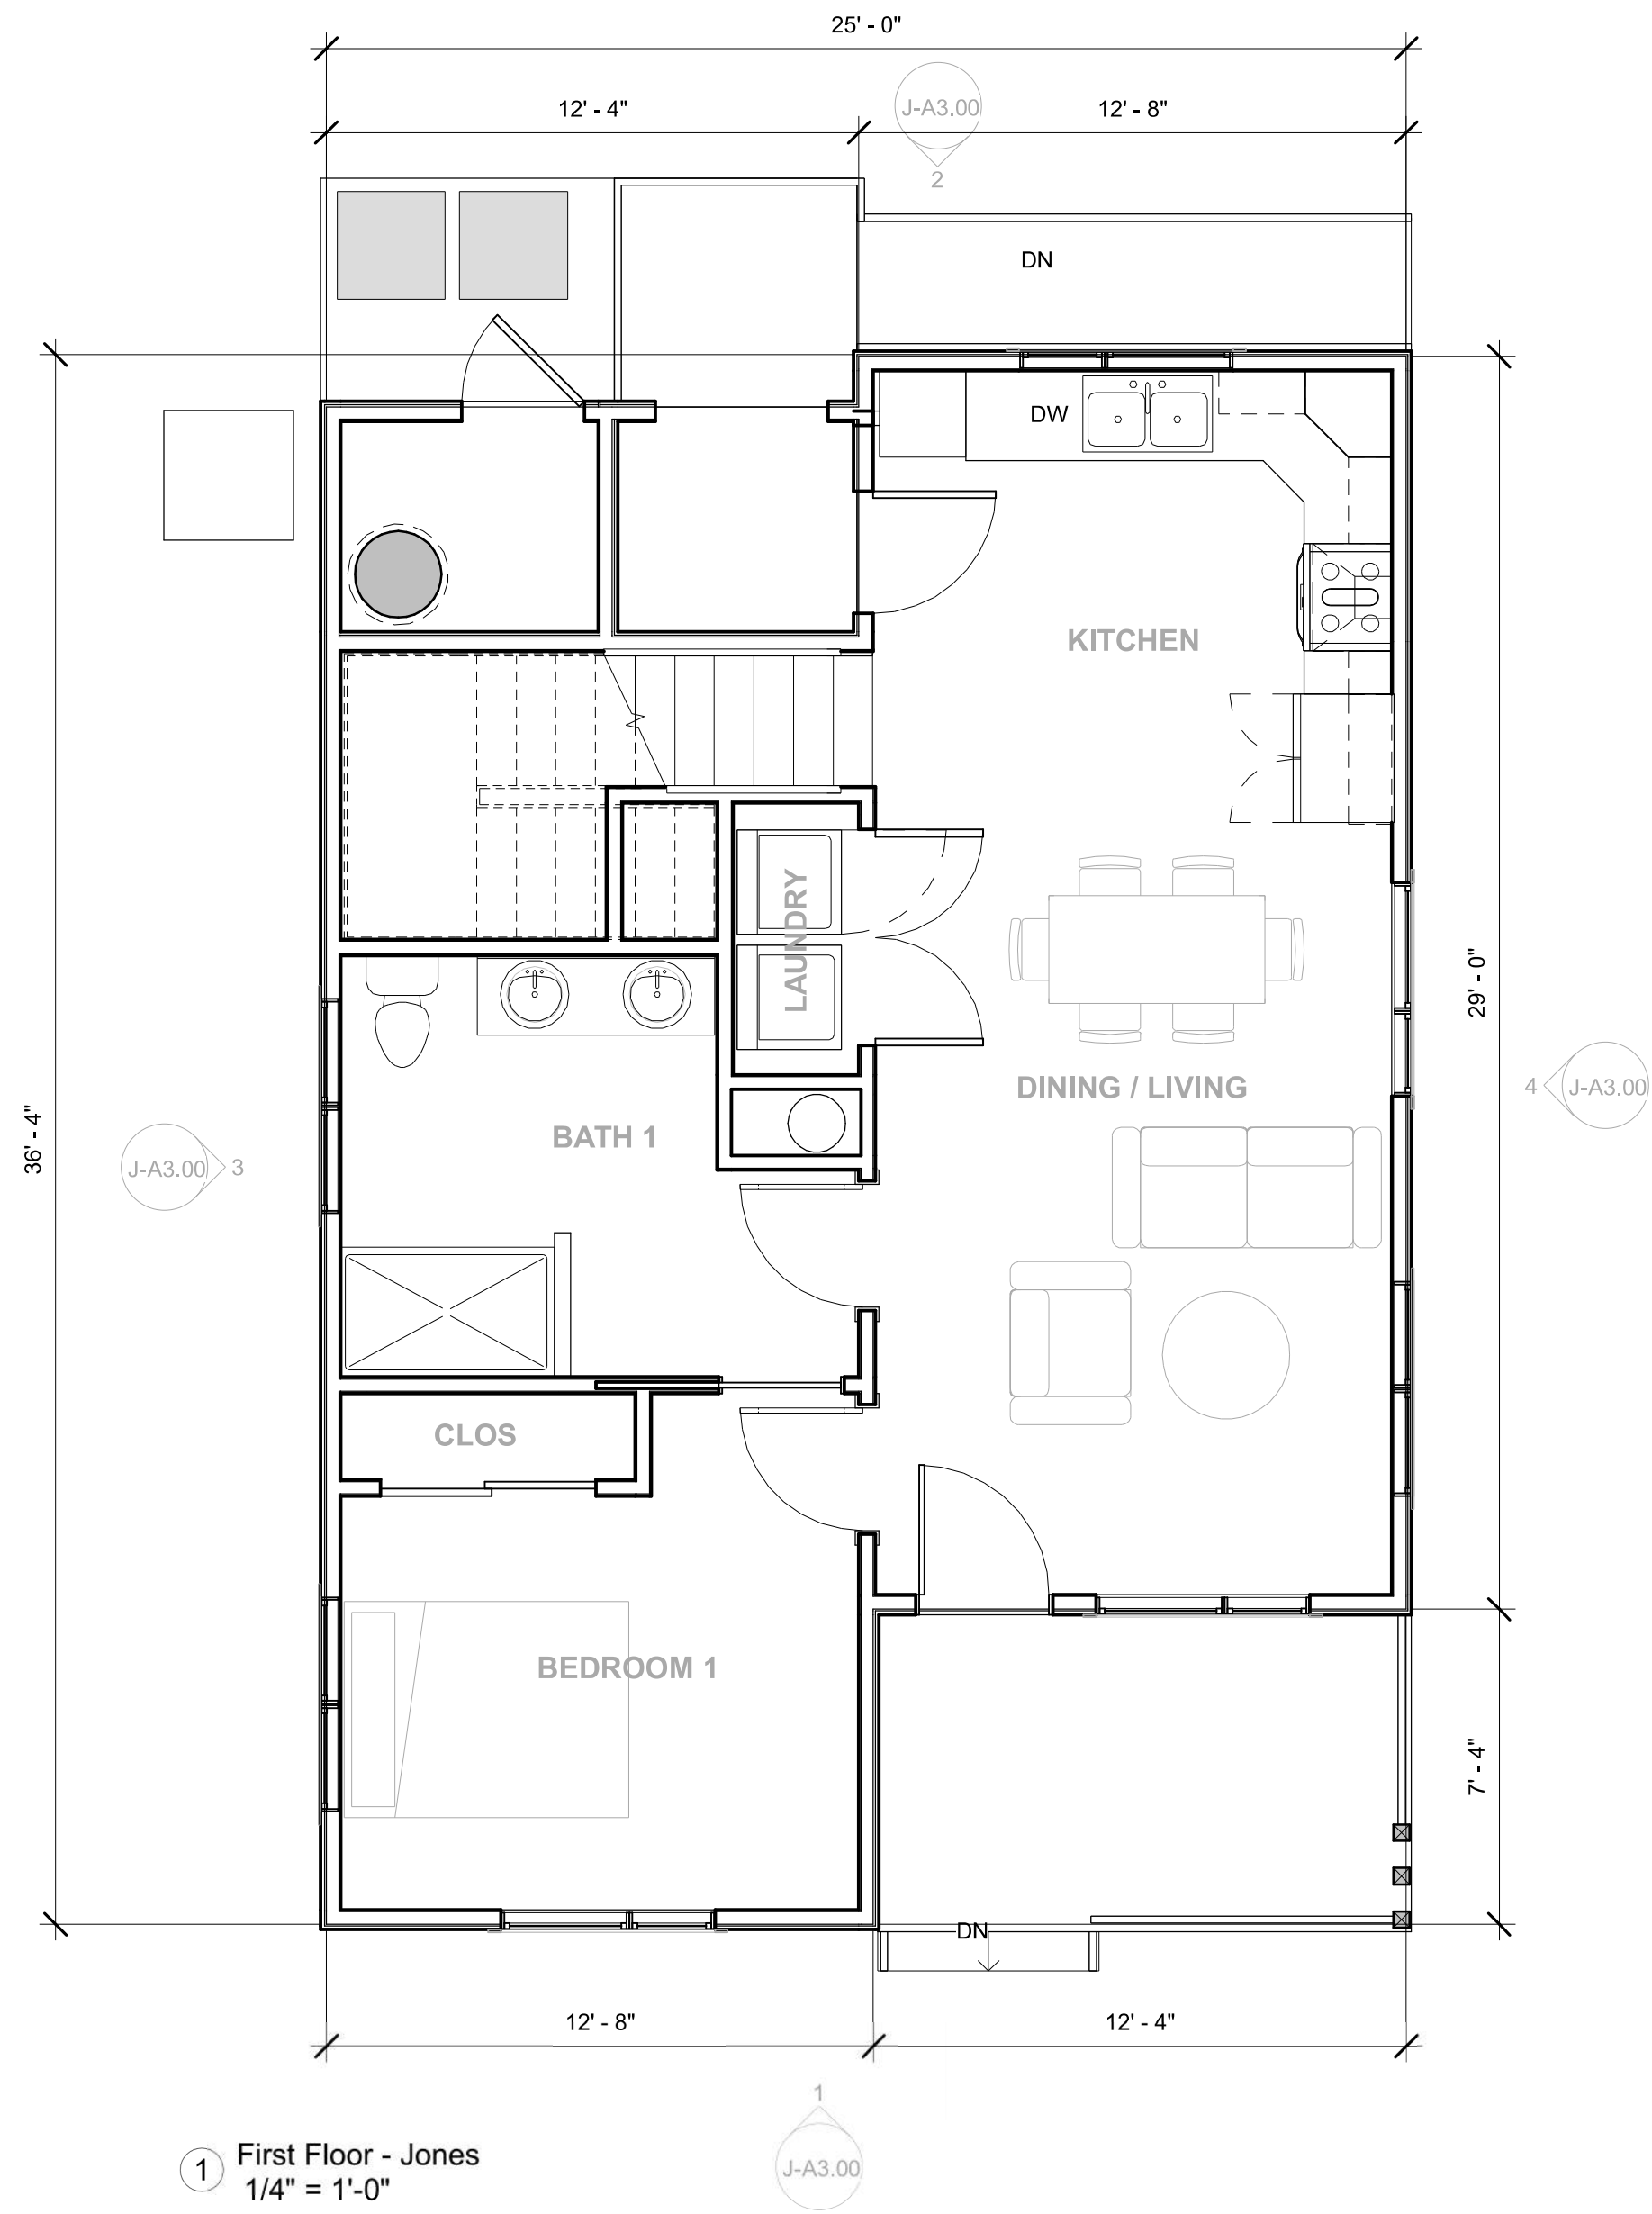 25' - 0"
12' - 4"
J-A3.00
12' - 8"
2
DN
DW
KITCHEN
LAUNDRY
29' - 0"
DINING / LIVING
4
J-A3.00
36' - 4"
BATH 1
J-A3.00
3
CLOS
BEDROOM 1
7' - 4"
DN
12' - 8"
12' - 4"
1
J-A3.00
1
First Floor - Jones
1/4" = 1'-0"